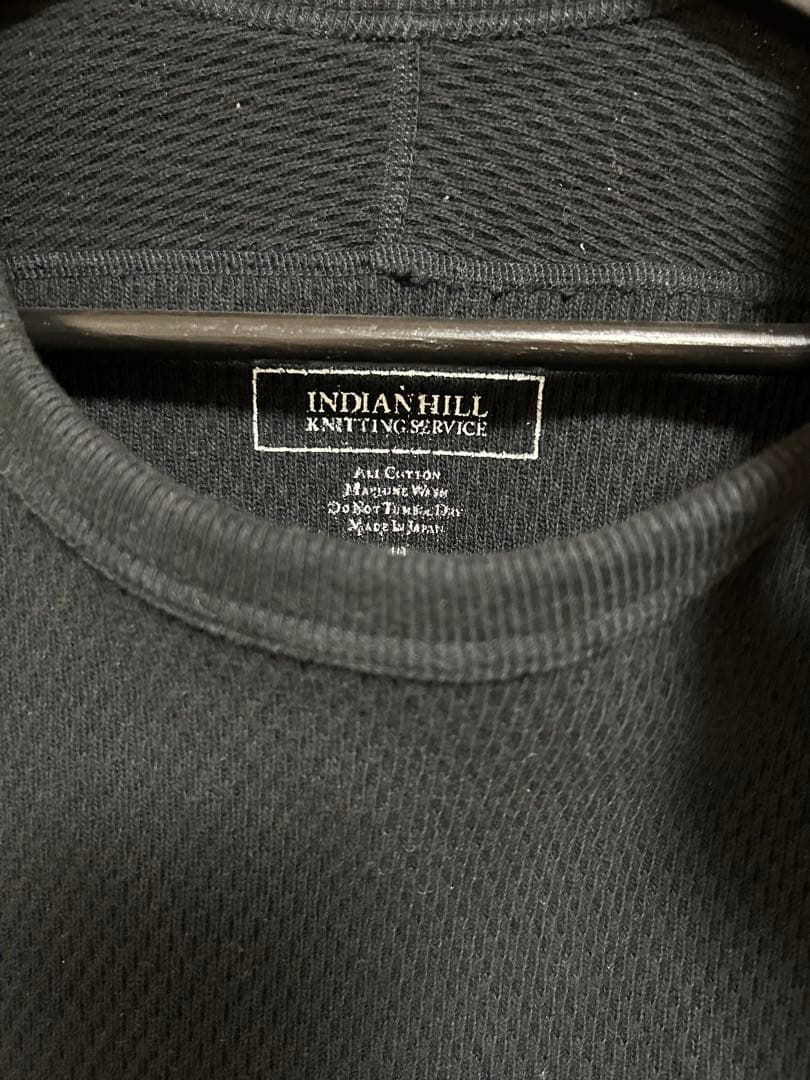 INDIAN HILL
KNITTING SERVICE
ALL COTTON
MACHINE WASH
DO NOT TUMBLE DRY
MADE IN JAPAN